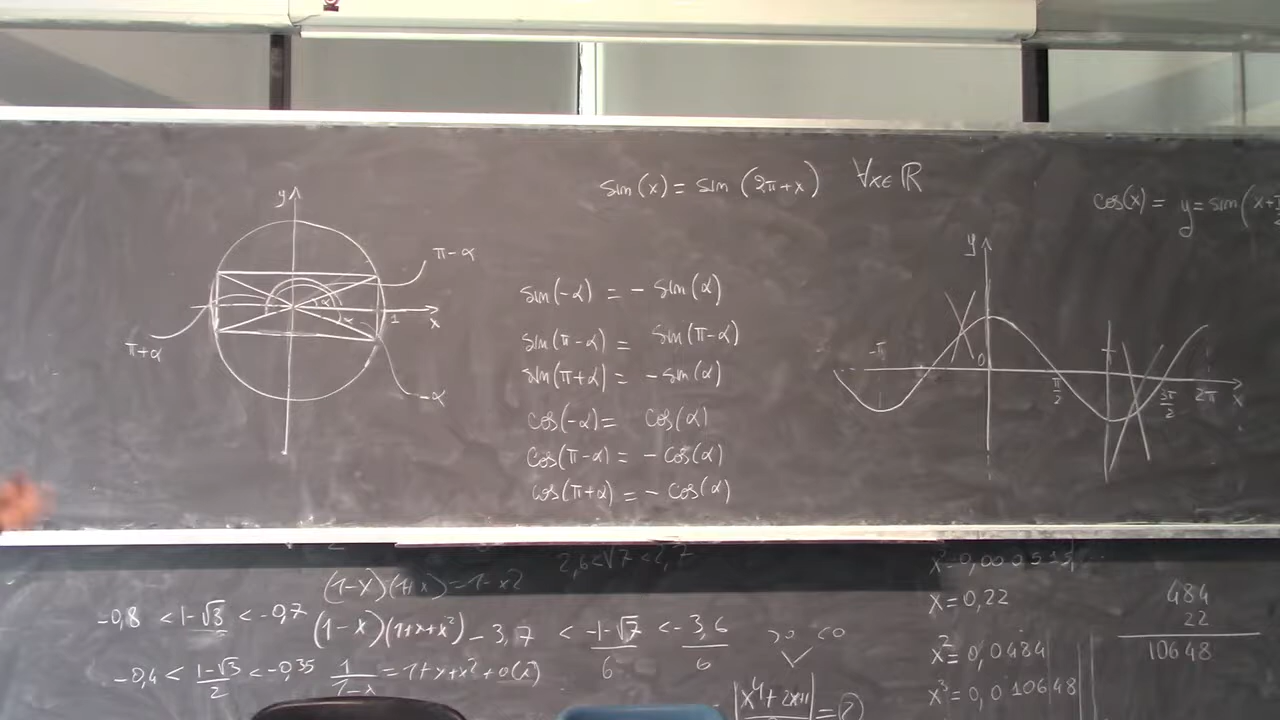 sin(x) = sin(2π+x) ∀x∈ℝ
cos(x) = y = sin(x+
y
π-α
1
x
π+α
-α
sin(-α) = - sin(α)
sin(π-α) = sin(π-α)
sin(π+α) = -sin(α)
cos(-α) = cos(α)
cos(π-α) = - cos(α)
cos(π+α) = - cos(α)
y
-π
0
π/2
3π/2
2π
x
(1-x)(1+x) = 1-x2
2,6<√7<2,7
-0,8 < 1-√3 < -0,7
(1-x)(1+x+x²)
-3,7/6 < -1-√7/6 < -3,6/6
>0 <0
-0,4 < 1-√3/2 < -0,35
1/1-x = 1+x+x²+o(x)
x = 0,22
x² = 0,0484
x³ = 0,010648
484
22
10648